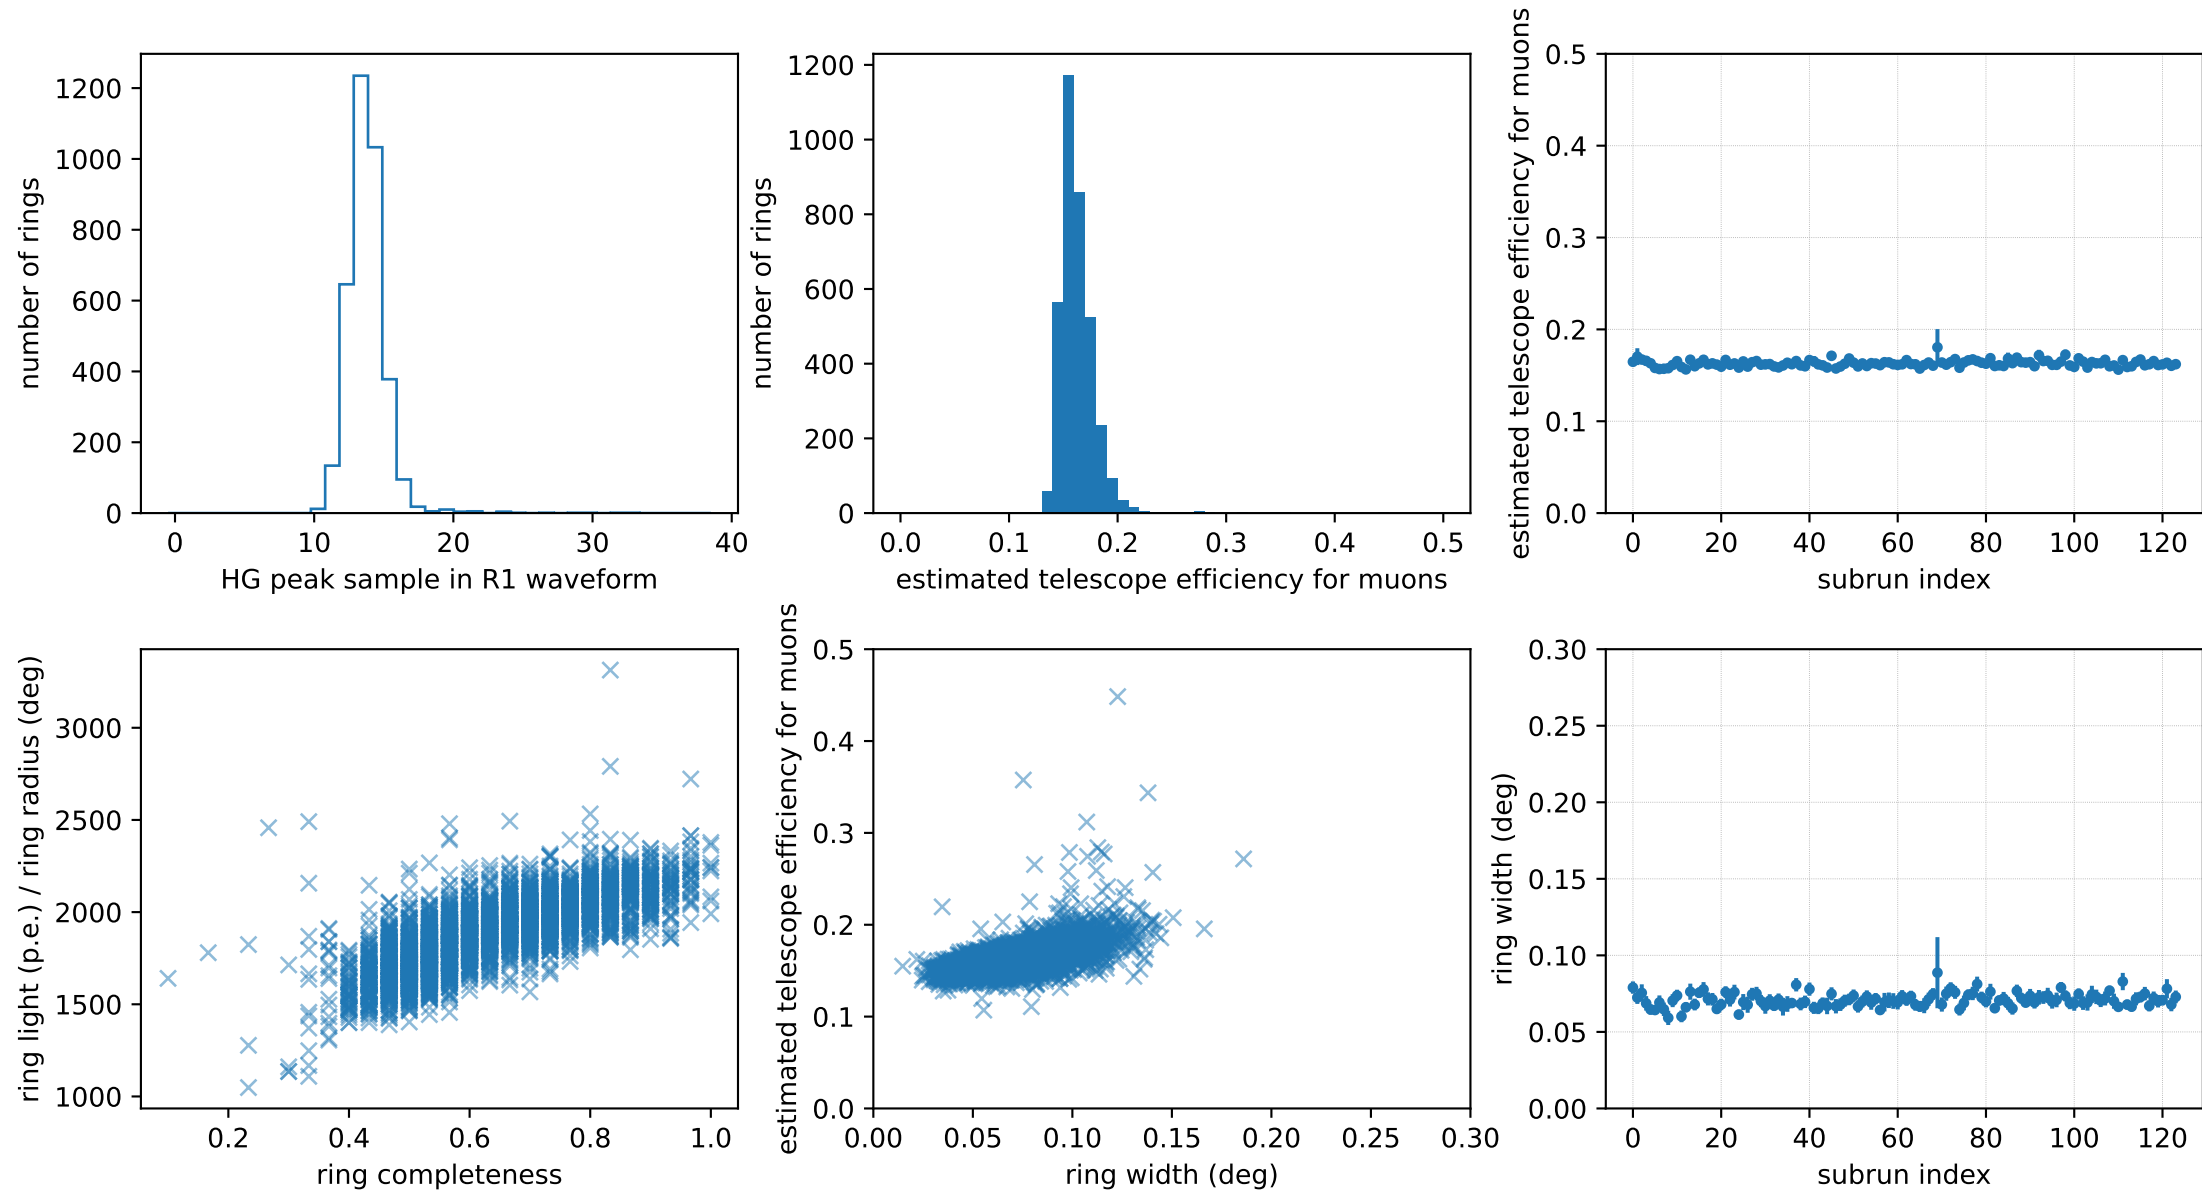 number of rings
1200
1000
800
600
400
200
0
0 10 20 30 40
HG peak sample in R1 waveform
number of rings
1200
1000
800
600
400
200
0
0.0 0.1 0.2 0.3 0.4 0.5
estimated telescope efficiency for muons
estimated telescope efficiency for muons
0.5
0.4
0.3
0.2
0.1
0.0
0 20 40 60 80 100 120
subrun index
ring light (p.e.) / ring radius (deg)
3000
2500
2000
1500
1000
0.2 0.4 0.6 0.8 1.0
ring completeness
estimated telescope efficiency for muons
0.5
0.4
0.3
0.2
0.1
0.0
0.00 0.05 0.10 0.15 0.20 0.25 0.30
ring width (deg)
ring width (deg)
0.30
0.25
0.20
0.15
0.10
0.05
0.00
0 20 40 60 80 100 120
subrun index